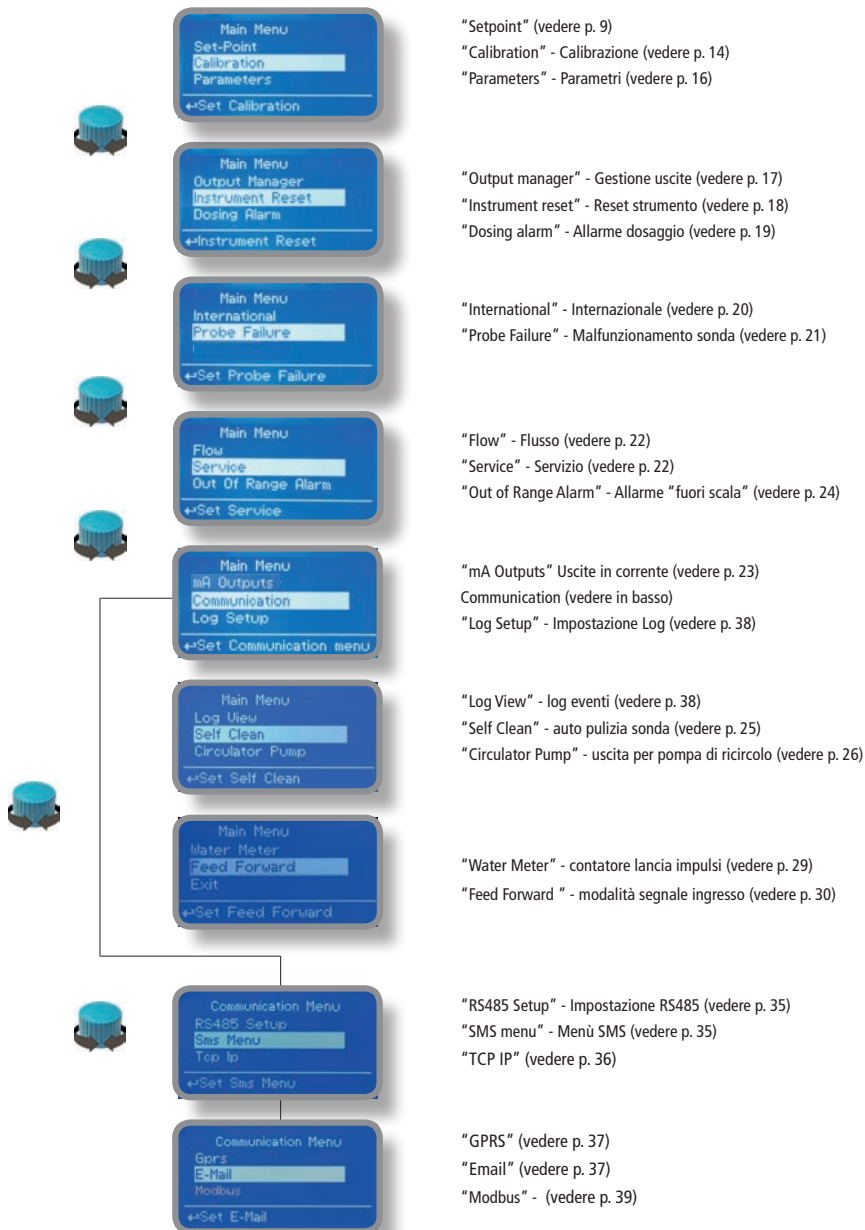 Main Menu
Set-Point
Calibration
Parameters
↩Set Calibration
"Setpoint" (vedere p. 9)
"Calibration" - Calibrazione (vedere p. 14)
"Parameters" - Parametri (vedere p. 16)
Main Menu
Output Manager
Instrument Reset
Dosing Alarm
↩Instrument Reset
"Output manager" - Gestione uscite (vedere p. 17)
"Instrument reset" - Reset strumento (vedere p. 18)
"Dosing alarm" - Allarme dosaggio (vedere p. 19)
Main Menu
International
Probe Failure
↩Set Probe Failure
"International" - Internazionale (vedere p. 20)
"Probe Failure" - Malfunzionamento sonda (vedere p. 21)
Main Menu
Flow
Service
Out Of Range Alarm
↩Set Service
"Flow" - Flusso (vedere p. 22)
"Service" - Servizio (vedere p. 22)
"Out of Range Alarm" - Allarme "fuori scala" (vedere p. 24)
Main Menu
mA Outputs
Communication
Log Setup
↩Set Communication menu
"mA Outputs" Uscite in corrente (vedere p. 23)
Communication (vedere in basso)
"Log Setup" - Impostazione Log (vedere p. 38)
Main Menu
Log View
Self Clean
Circulator Pump
↩Set Self Clean
"Log View" - log eventi (vedere p. 38)
"Self Clean" - auto pulizia sonda (vedere p. 25)
"Circulator Pump" - uscita per pompa di ricircolo (vedere p. 26)
Main Menu
Water Meter
Feed Forward
Exit
↩Set Feed Forward
"Water Meter" - contatore lancia impulsi (vedere p. 29)
"Feed Forward " - modalità segnale ingresso (vedere p. 30)
Communication Menu
RS485 Setup
Sms Menu
Tcp Ip
↩Set Sms Menu
"RS485 Setup" - Impostazione RS485 (vedere p. 35)
"SMS menu" - Menù SMS (vedere p. 35)
"TCP IP" (vedere p. 36)
Communication Menu
Gprs
E-Mail
Modbus
↩Set E-Mail
"GPRS" (vedere p. 37)
"Email" (vedere p. 37)
"Modbus" - (vedere p. 39)